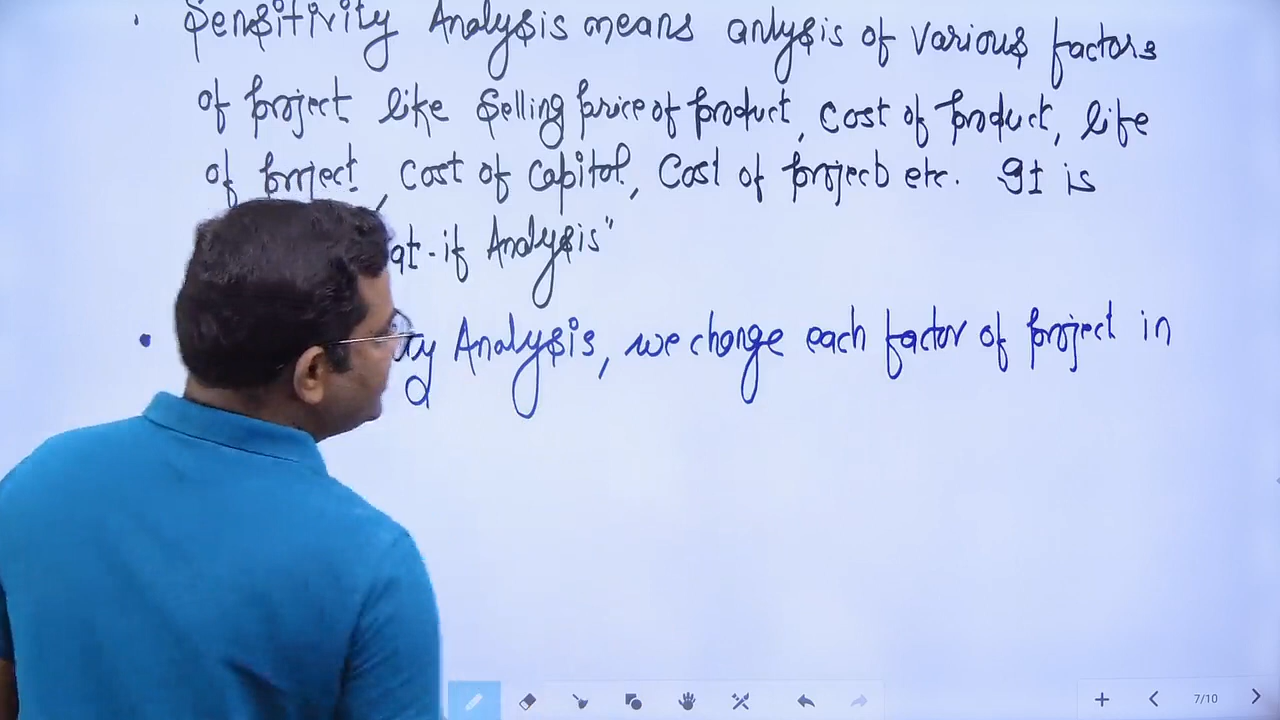 Sensitivity Analysis means anlysis of various factors
of project like Selling price of product, cost of product, life
of project, cost of capital, cost of project etc. It is
if Analysis"
Analysis, we change each factor of project in
7/10